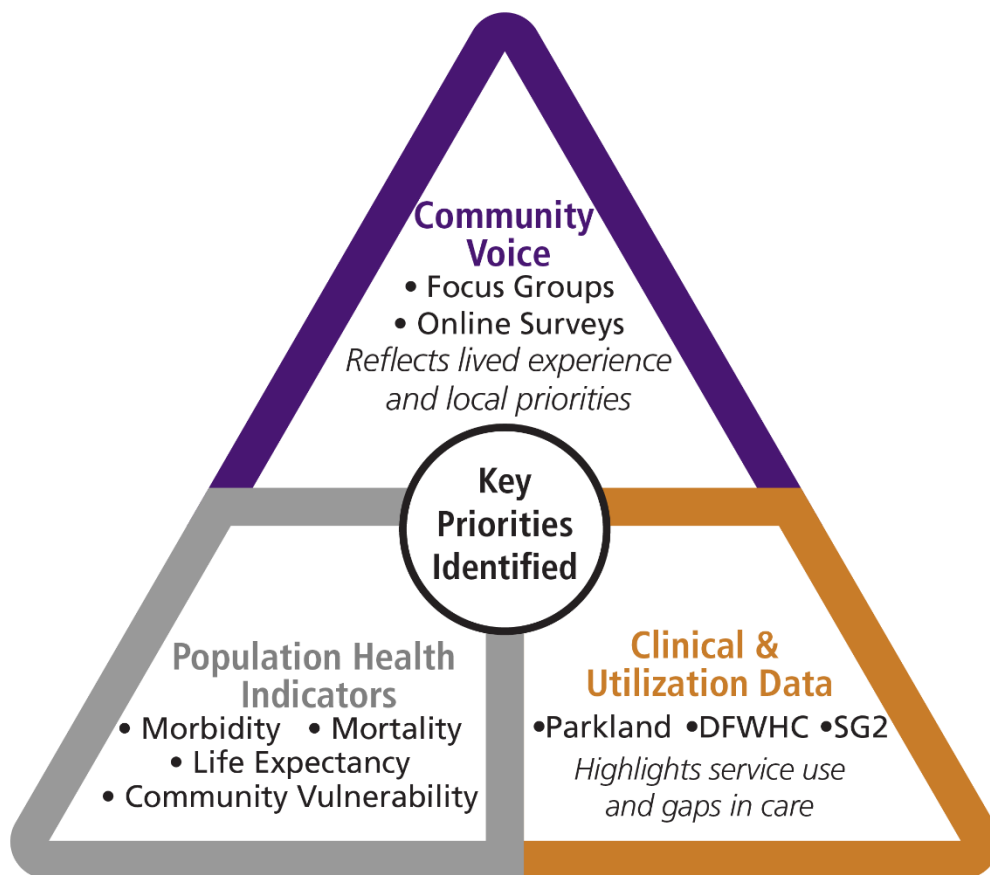 Community
Voice
• Focus Groups
• Online Surveys
Reflects lived experience
and local priorities
Key
Priorities
Identified
Population Health
Indicators
• Morbidity • Mortality
• Life Expectancy
• Community Vulnerability
Clinical &
Utilization Data
•Parkland •DFWHC •SG2
Highlights service use
and gaps in care